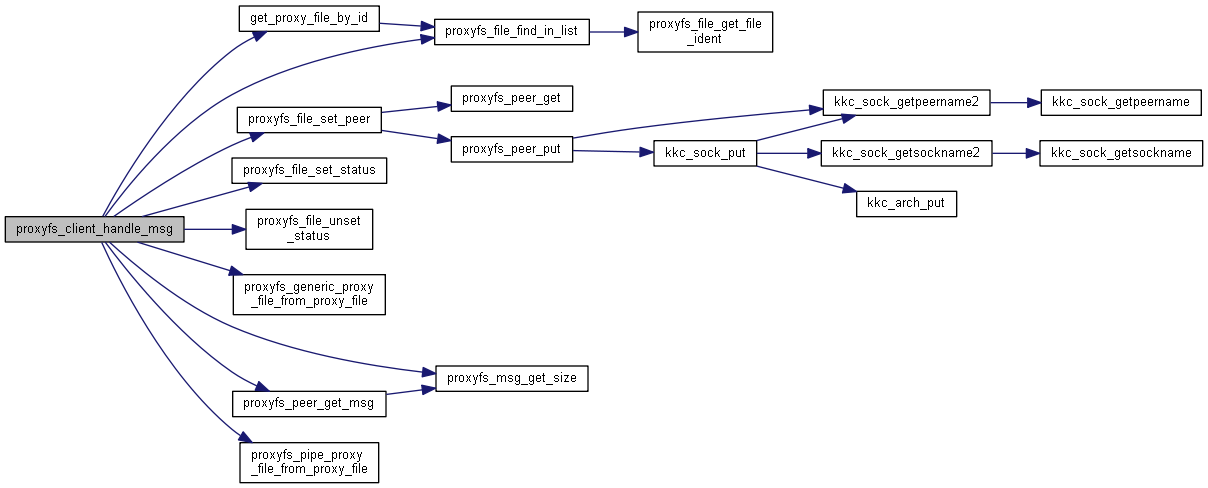 get_proxy_file_by_id
proxyfs_file_find_in_list
proxyfs_file_get_file
_ident
proxyfs_peer_get
proxyfs_file_set_peer
proxyfs_peer_put
kkc_sock_getpeername2
kkc_sock_getpeername
kkc_sock_put
kkc_sock_getsockname2
kkc_sock_getsockname
kkc_arch_put
proxyfs_file_set_status
proxyfs_client_handle_msg
proxyfs_file_unset
_status
proxyfs_generic_proxy
_file_from_proxy_file
proxyfs_msg_get_size
proxyfs_peer_get_msg
proxyfs_pipe_proxy
_file_from_proxy_file